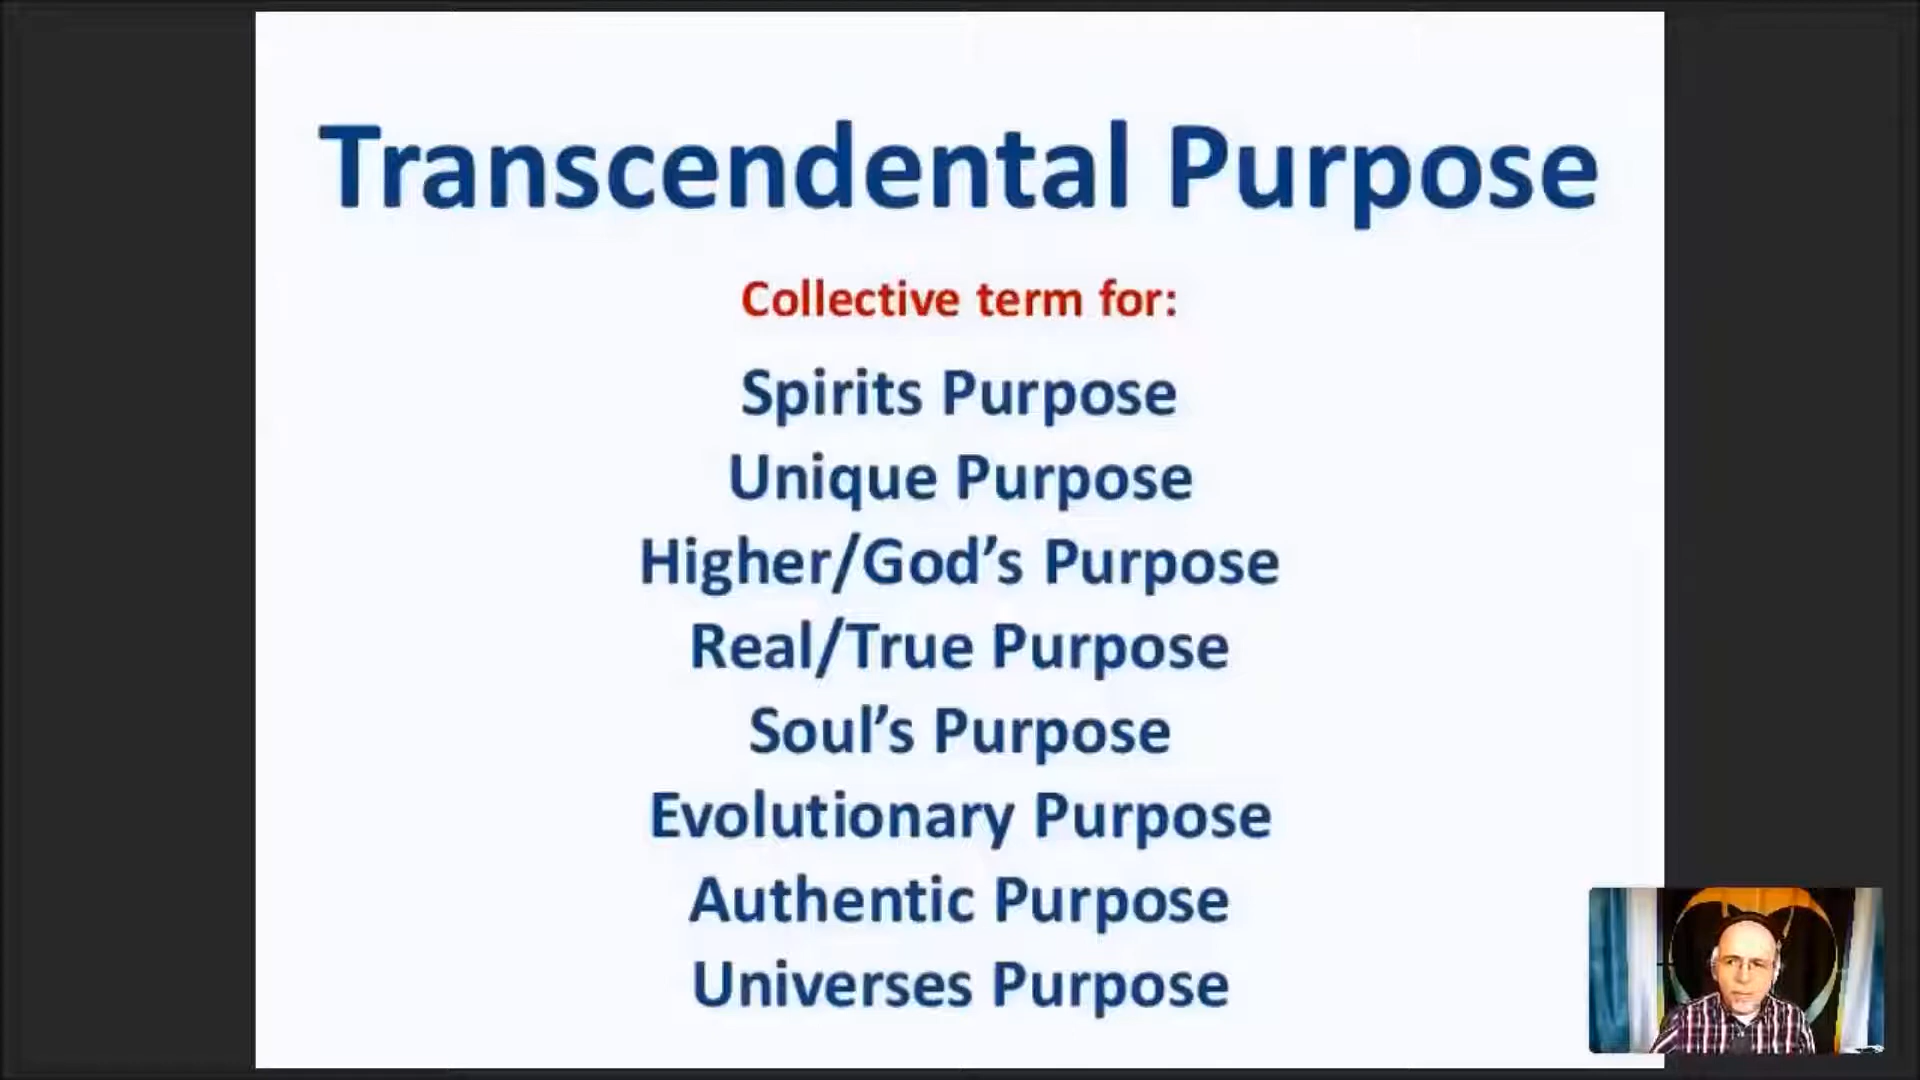 Transcendental Purpose
Collective term for:
Spirits Purpose
Unique Purpose
Higher/God’s Purpose
Real/True Purpose
Soul’s Purpose
Evolutionary Purpose
Authentic Purpose
Universes Purpose